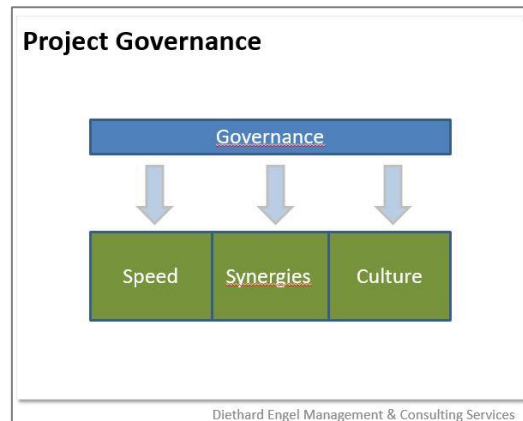 Project Governance
Governance
Speed Synergies Culture
Diethard Engel Management & Consulting Services